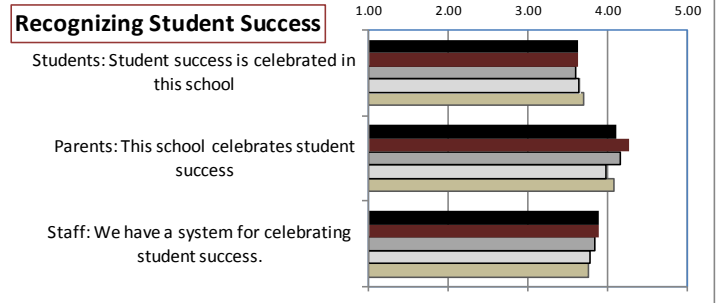 Recognizing Student Success
1.00 2.00 3.00 4.00 5.00
Students: Student success is celebrated in
this school
Parents: This school celebrates student
success
Staff: We have a system for celebrating
student success.